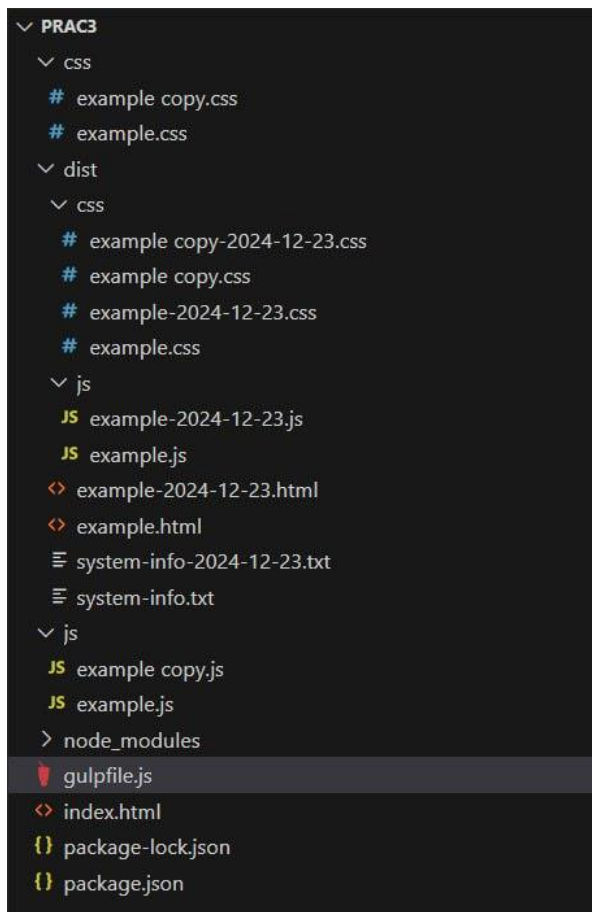 PRAC3
css
# example copy.css
# example.css
dist
css
# example copy-2024-12-23.css
# example copy.css
# example-2024-12-23.css
# example.css
js
JS example-2024-12-23.js
JS example.js
<> example-2024-12-23.html
<> example.html
system-info-2024-12-23.txt
system-info.txt
js
JS example copy.js
JS example.js
node_modules
gulpfile.js
<> index.html
{} package-lock.json
{} package.json